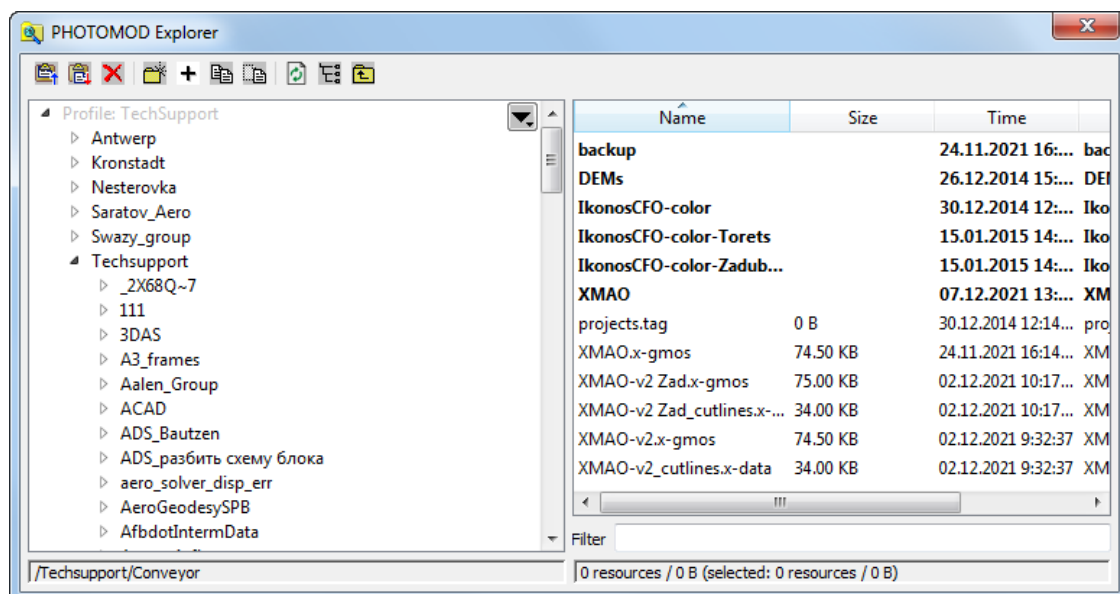 PHOTOMOD Explorer
Profile: TechSupport
Antwerp
Kronstadt
Nesterovka
Saratov_Aero
Swazy_group
Techsupport
_2X68Q~7
111
3DAS
A3_frames
Aalen_Group
ACAD
ADS_Bautzen
ADS_разбить схему блока
aero_solver_disp_err
AeroGeodesySPB
AfbdotIntermData
/Techsupport/Conveyor
Name Size Time
backup 24.11.2021 16:... bac
DEMs 26.12.2014 15:... DEI
IkonosCFO-color 30.12.2014 12:... Iko
IkonosCFO-color-Torets 15.01.2015 14:... Iko
IkonosCFO-color-Zadub... 15.01.2015 14:... Iko
XMAO 07.12.2021 13:... XM
projects.tag 0 B 30.12.2014 12:14... pro
XMAO.x-gmos 74.50 KB 24.11.2021 16:14... XM
XMAO-v2 Zad.x-gmos 75.00 KB 02.12.2021 10:17... XM
XMAO-v2 Zad_cutlines.x-... 34.00 KB 02.12.2021 10:17... XM
XMAO-v2.x-gmos 74.50 KB 02.12.2021 9:32:37 XM
XMAO-v2_cutlines.x-data 34.00 KB 02.12.2021 9:32:37 XM
Filter
0 resources / 0 B (selected: 0 resources / 0 B)